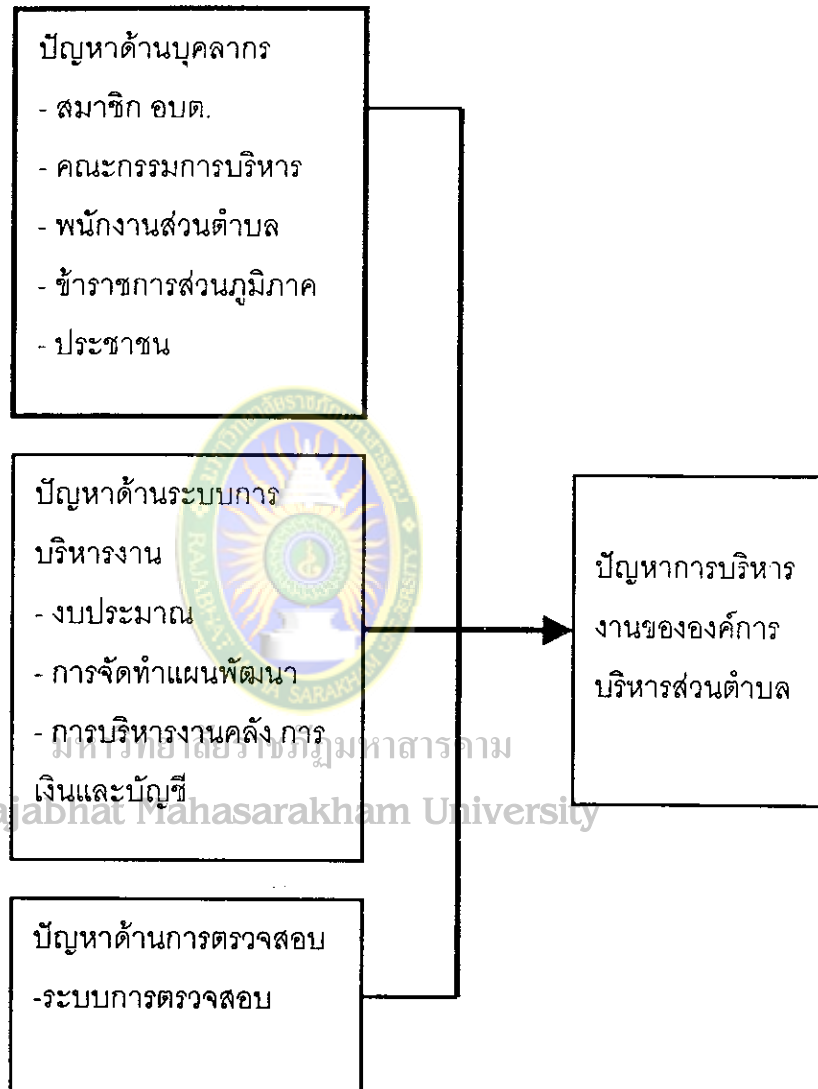 ปัญหาด้านบุคลากร
- สมาชิก อบต.
- คณะกรรมการบริหาร
- พนักงานส่วนตำบล
- ข้าราชการส่วนภูมิภาค
- ประชาชน
ปัญหาด้านระบบการ
บริหารงาน
- งบประมาณ
- การจัดทำแผนพัฒนา
- การบริหารงานคลัง การ
เงินและบัญชี
ปัญหาด้านการตรวจสอบ
-ระบบการตรวจสอบ
ปัญหาการบริหาร
งานขององค์การ
บริหารส่วนตำบล
มหาวิทยาลัยราชภัฏมหาสารคาม
ajabhat Mahasarakham University